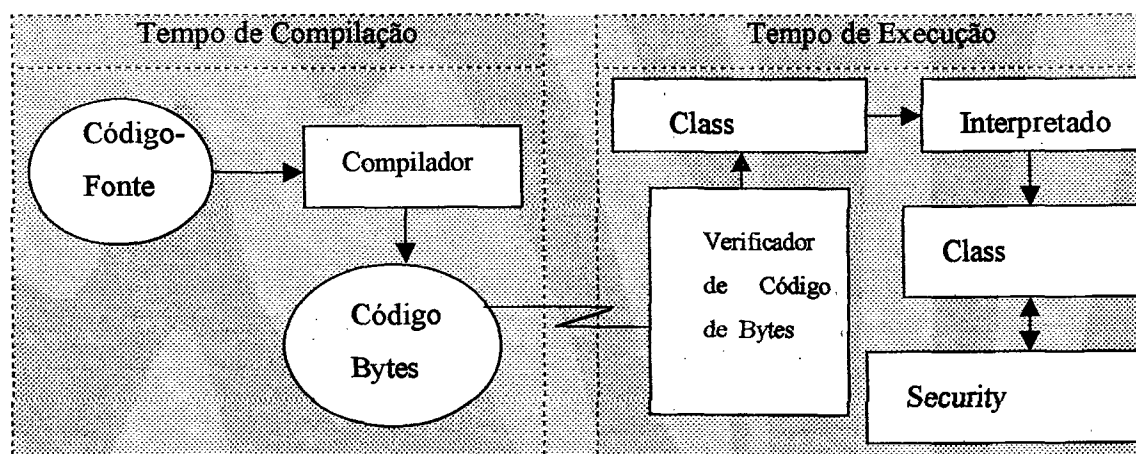 Tempo de Compilação
Código-
Fonte
Compilador
Código
Bytes
Tempo de Execução
Class
Interpretado
Verificador
de Código
de Bytes
Class
Security